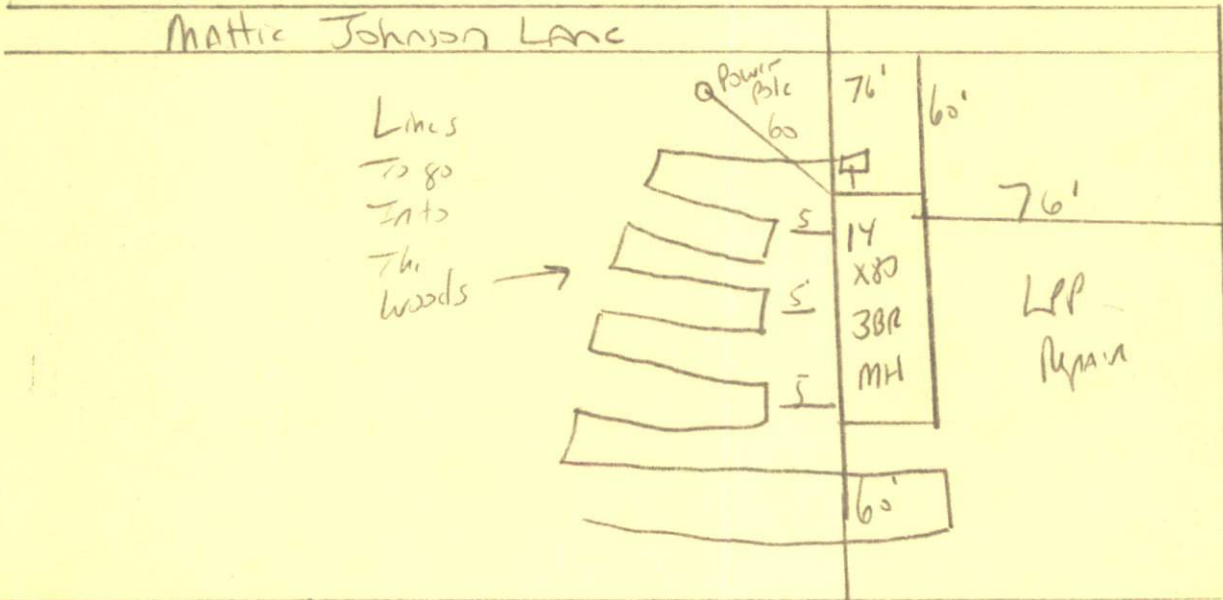 Mattie Johnson Lane
Power
Pole
60
76'
60'
Lines
To go
Into
The
Woods
T
76'
5
14
X80
3BR
MH
5'
5
LPP
Repair
60'